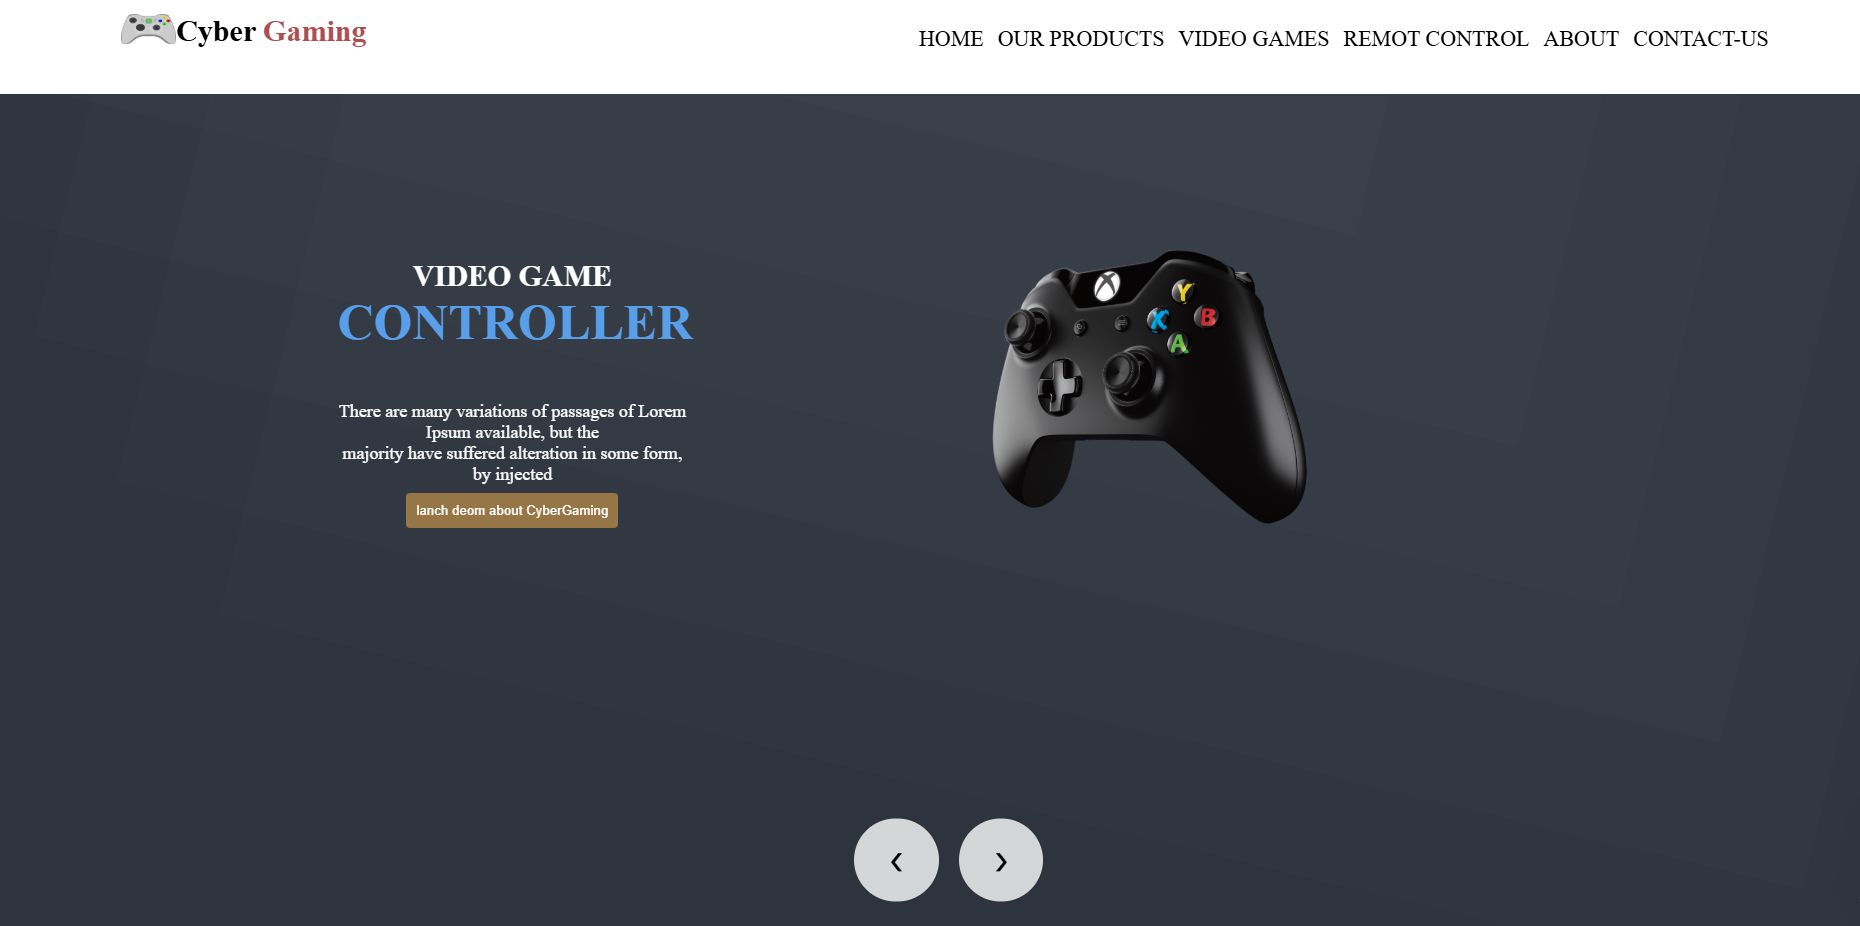 Cyber Gaming
HOME OUR PRODUCTS VIDEO GAMES REMOT CONTROL ABOUT CONTACT-US
VIDEO GAME
CONTROLLER
There are many variations of passages of Lorem
Ipsum available, but the
majority have suffered alteration in some form,
by injected
lanch deom about CyberGaming
Y
X B
A
‹ ›